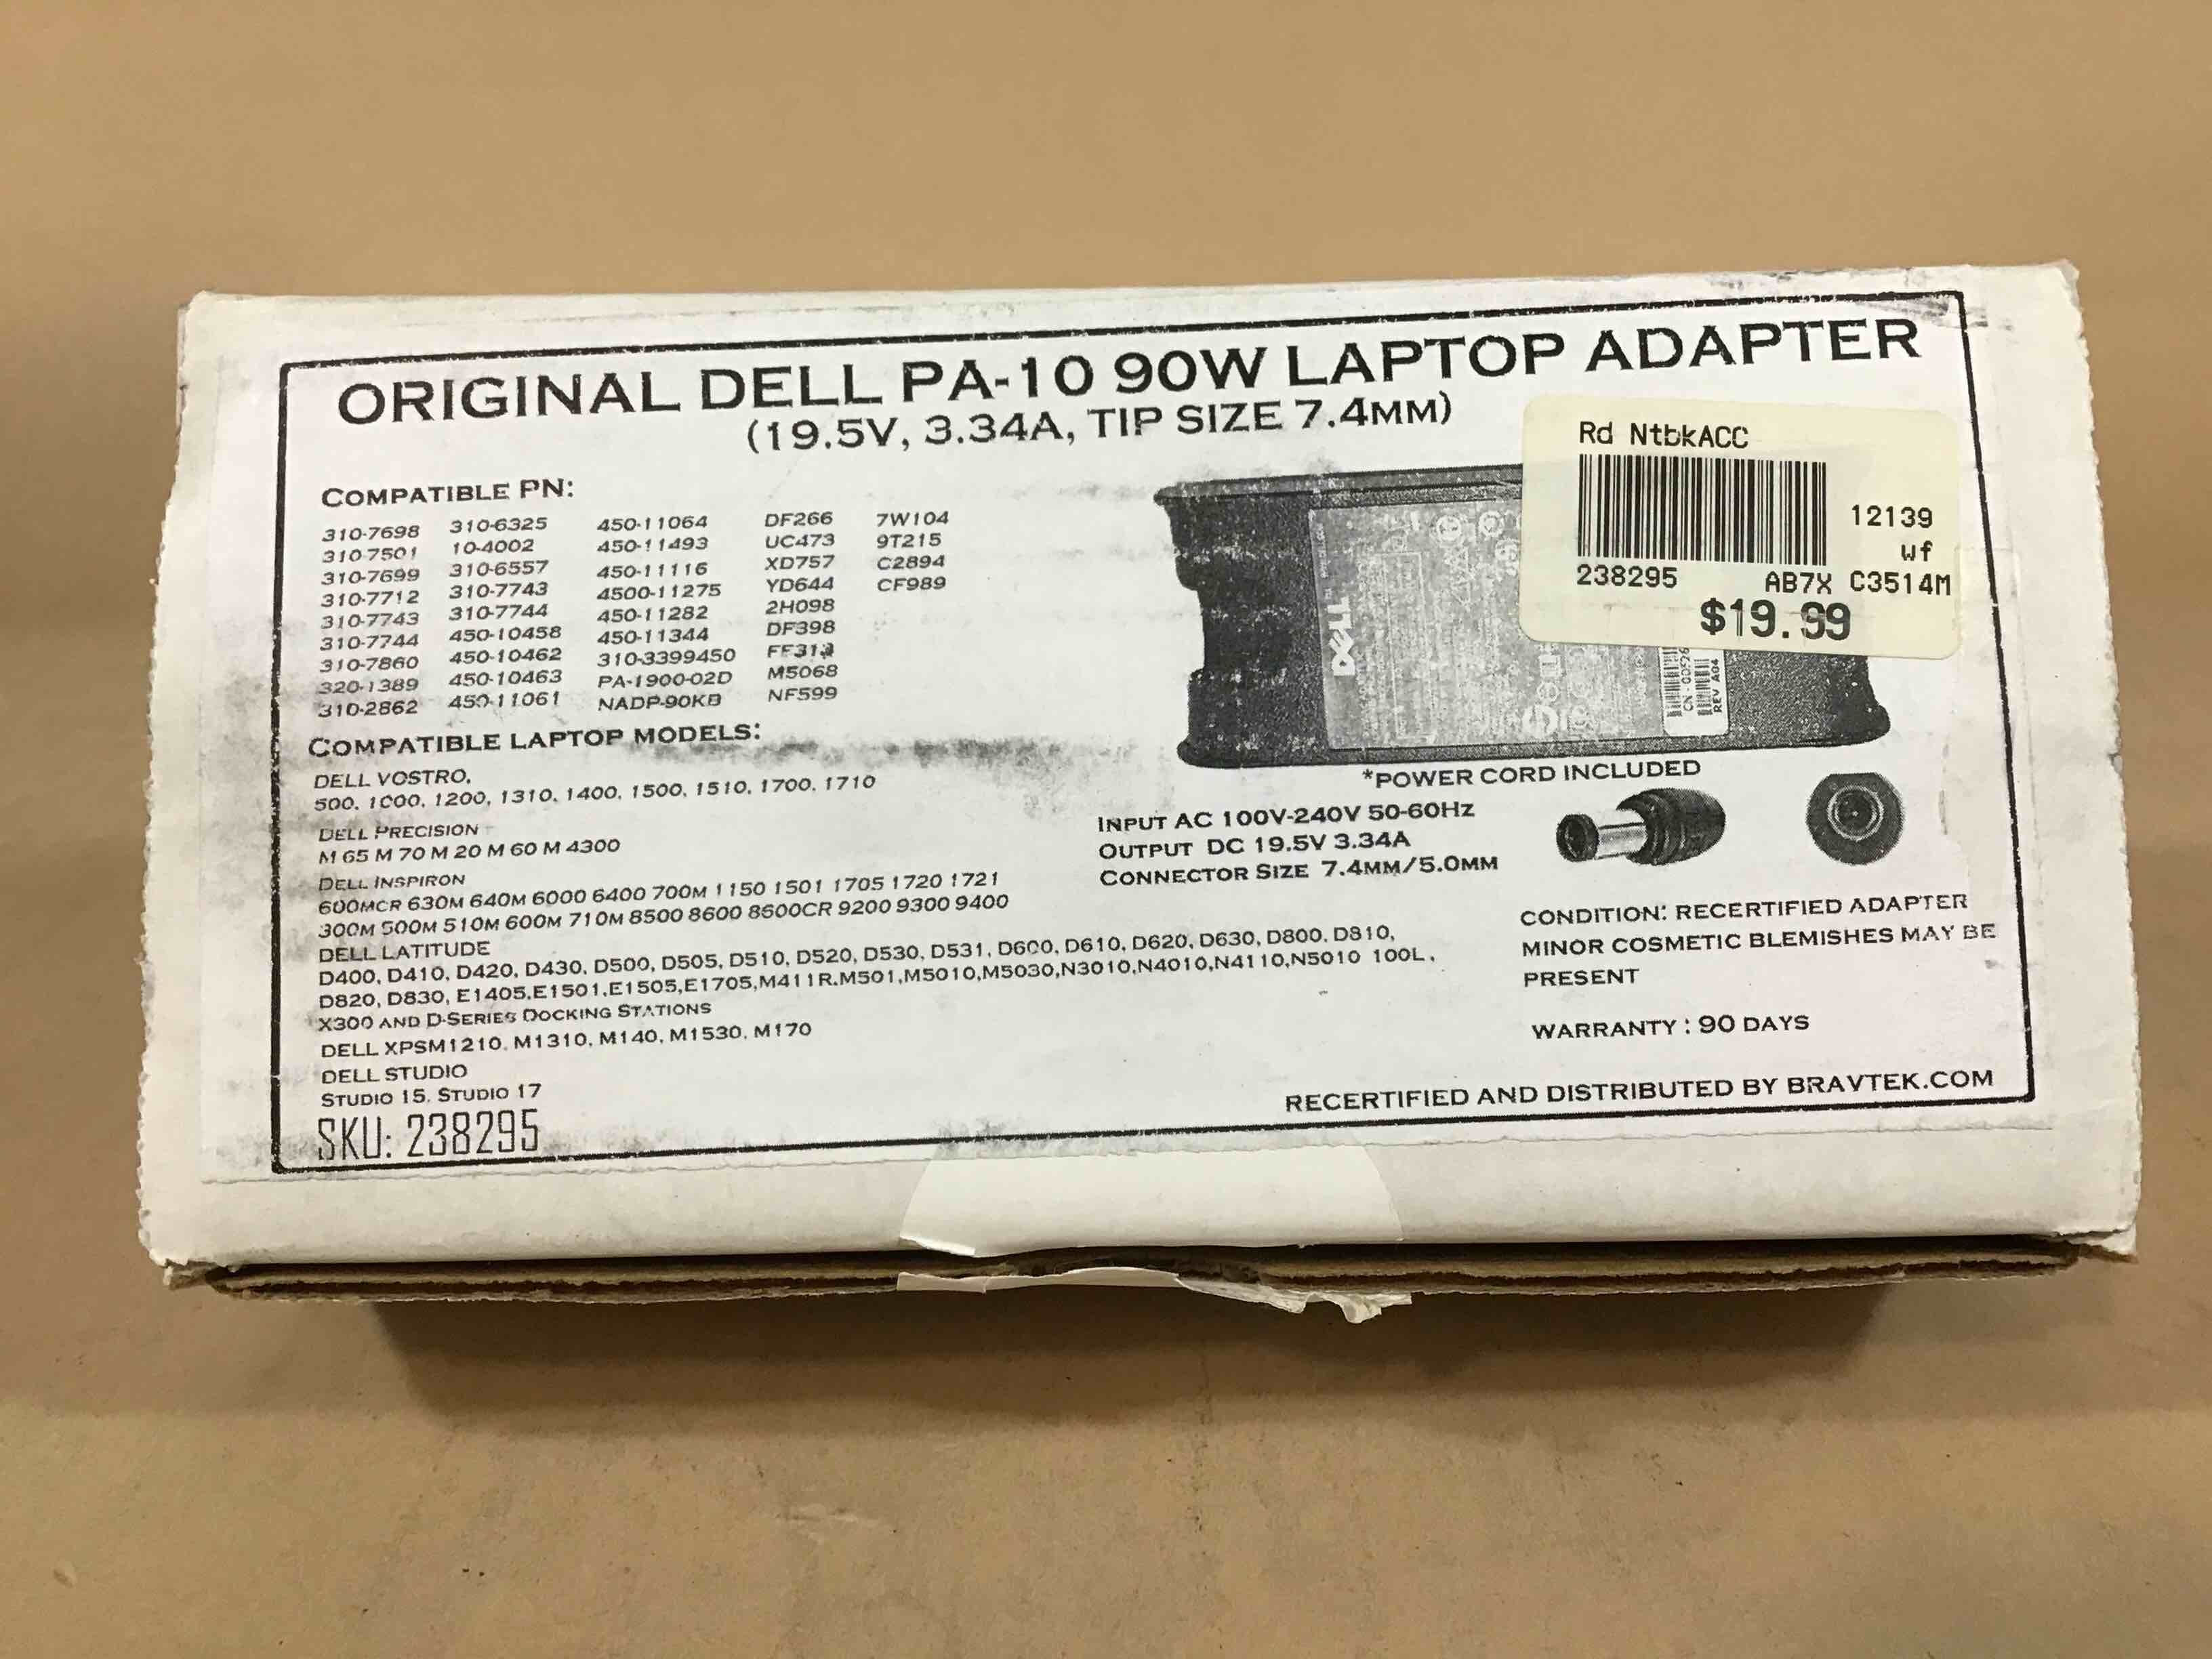 ORIGINAL DELL PA-10 90W LAPTOP ADAPTER
(19.5V, 3.34A, TIP SIZE 7.4MM)
Rd NtbkACC
12139
wf
238295 AB7X C3514M
$19.99
COMPATIBLE PN:
310-7698 310-6325 450-11064 DF266 7W104
310-7501 10-4002 450-11493 UC473 9T215
310-7699 310-6557 450-11116 XD757 C2894
310-7712 310-7743 4500-11275 YD644 CF989
310-7743 310-7744 450-11282 2H098
310-7744 450-10458 450-11344 DF398
310-7860 450-10462 310-3399450 FF313
320-1389 450-10463 PA-1900-02D M5068
310-2862 450-11061 NADP-90KB NF599
DELL
REV A04
COMPATIBLE LAPTOP MODELS:
DELL VOSTRO,
500, 1000, 1200, 1310, 1400, 1500, 1510, 1700, 1710
DELL PRECISION
M 65 M 70 M 20 M 60 M 4300
DELL INSPIRON
600MCR 630M 640M 6000 6400 700M 1150 1501 1705 1720 1721
300M 500M 510M 600M 710M 8500 8600 8600CR 9200 9300 9400
DELL LATITUDE
D400, D410, D420, D430, D500, D505, D510, D520, D530, D531, D600, D610, D620, D630, D800, D810,
D820, D830, E1405,E1501,E1505,E1705,M411R,M501,M5010,M5030,N3010,N4010,N4110,N5010 100L,
X300 AND D-SERIES DOCKING STATIONS
DELL XPSM1210, M1310, M140, M1530, M170
DELL STUDIO
STUDIO 15, STUDIO 17
SKU: 238295
*POWER CORD INCLUDED
INPUT AC 100V-240V 50-60HZ
OUTPUT DC 19.5V 3.34A
CONNECTOR SIZE 7.4MM/5.0MM
CONDITION: RECERTIFIED ADAPTER
MINOR COSMETIC BLEMISHES MAY BE
PRESENT
WARRANTY : 90 DAYS
RECERTIFIED AND DISTRIBUTED BY BRAVTEK.COM